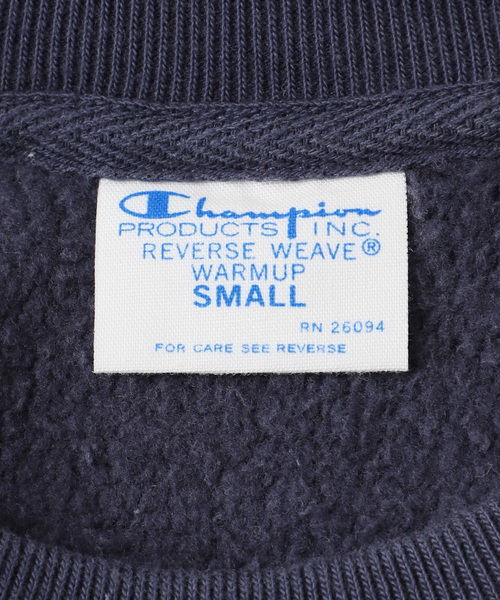 Champion
PRODUCTS INC.
REVERSE WEAVE®
WARMUP
SMALL
RN 26094
FOR CARE SEE REVERSE